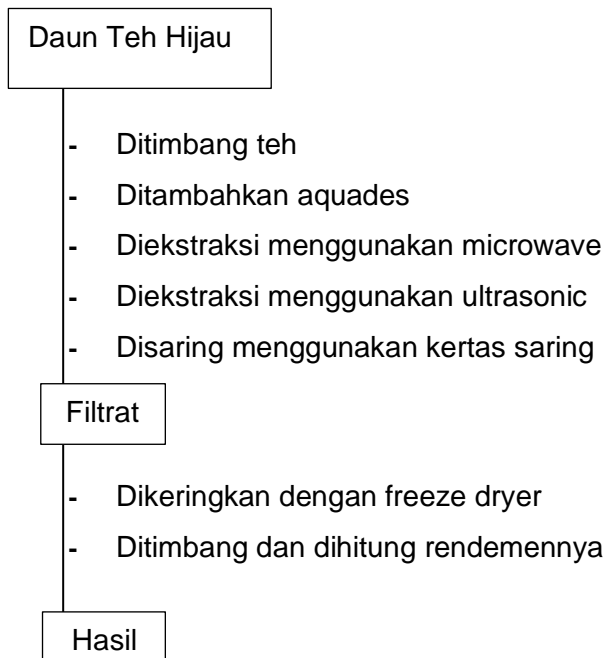 Daun Teh Hijau
- Ditimbang teh
- Ditambahkan aquades
- Diekstraksi menggunakan microwave
- Diekstraksi menggunakan ultrasonic
- Disaring menggunakan kertas saring
Filtrat
- Dikeringkan dengan freeze dryer
- Ditimbang dan dihitung rendemennya
Hasil